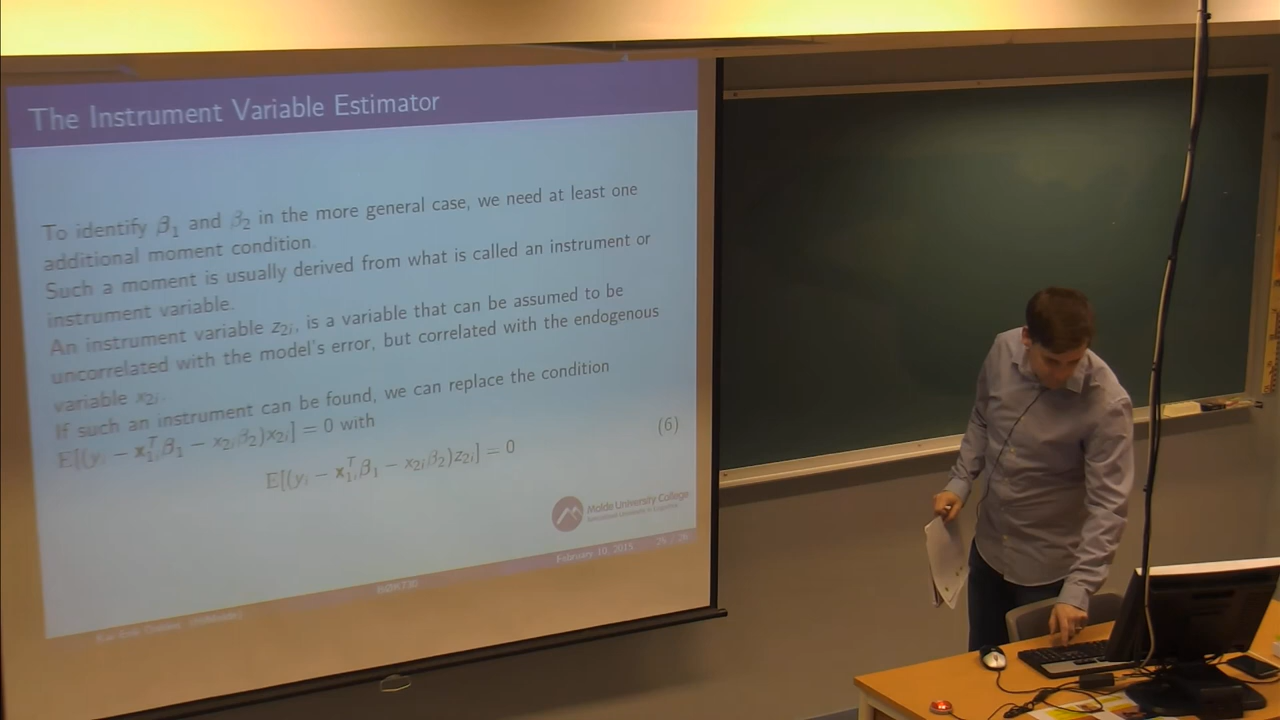 The Instrument Variable Estimator
To identify β₁ and β₂ in the more general case, we need at least one
additional moment condition.
Such a moment is usually derived from what is called an instrument or
instrument variable.
An instrument variable z₂ᵢ, is a variable that can be assumed to be
uncorrelated with the model's error, but correlated with the endogenous
variable x₂ᵢ.
If such an instrument can be found, we can replace the condition
E[(yᵢ − x₁ᵢᵀβ₁ − x₂ᵢβ₂)x₂ᵢ] = 0 with
E[(yᵢ − x₁ᵢᵀβ₁ − x₂ᵢβ₂)z₂ᵢ] = 0 (6)
Molde University College
February 10, 2015